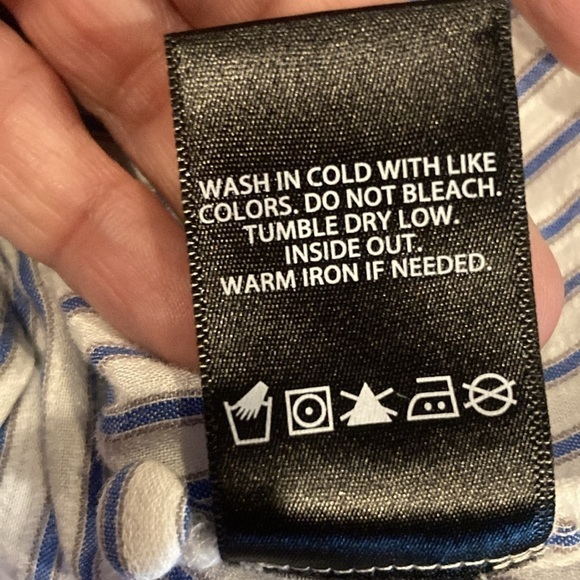 WASH IN COLD WITH LIKE
COLORS. DO NOT BLEACH.
TUMBLE DRY LOW.
INSIDE OUT.
WARM IRON IF NEEDED.